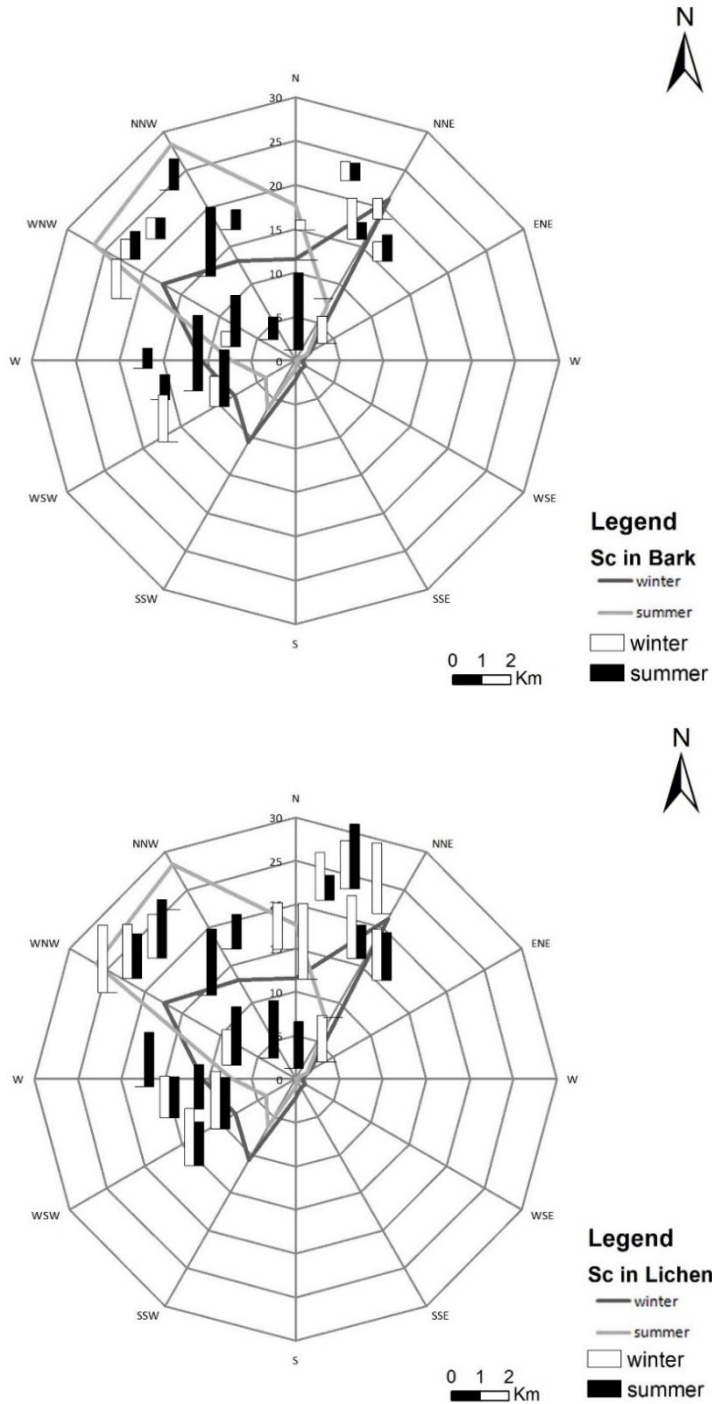 N
N
30
NNW
NNE
25
20
WNW
ENE
15
10
5
W
0
W
WSW
WSE
Legend
Sc in Bark
winter
SSW
SSE
summer
S
winter
0 1 2
Km
summer
N
N
30
NNW
NNE
25
20
WNW
ENE
15
10
5
W
0
W
WSW
WSE
Legend
Sc in Lichen
winter
SSW
SSE
summer
S
winter
0 1 2
Km
summer